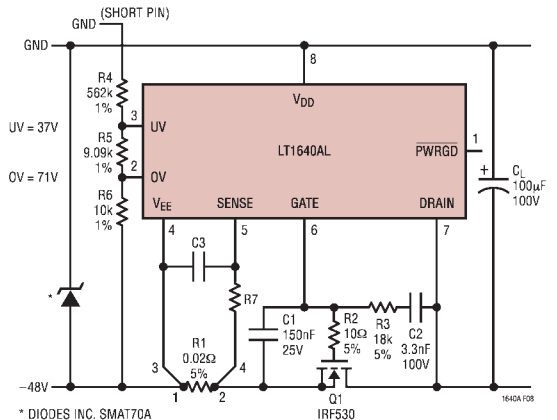 (SHORT PIN)
GND
GND
8
R4
562k
1%
VDD
3
UV
1
UV = 37V
R5
9.09k
1%
LT1640AL
PWRGD
2
OV
OV = 71V
R6
10k
1%
VEE
SENSE
GATE
DRAIN
+
CL
100µF
100V
4
5
6
7
C3
R7
*
R1
0.02Ω
5%
3
4
1
2
C1
150nF
25V
R2
10Ω
5%
R3
18k
5%
C2
3.3nF
100V
–48V
Q1
IRF530
1640A F08
* DIODES INC. SMAT70A